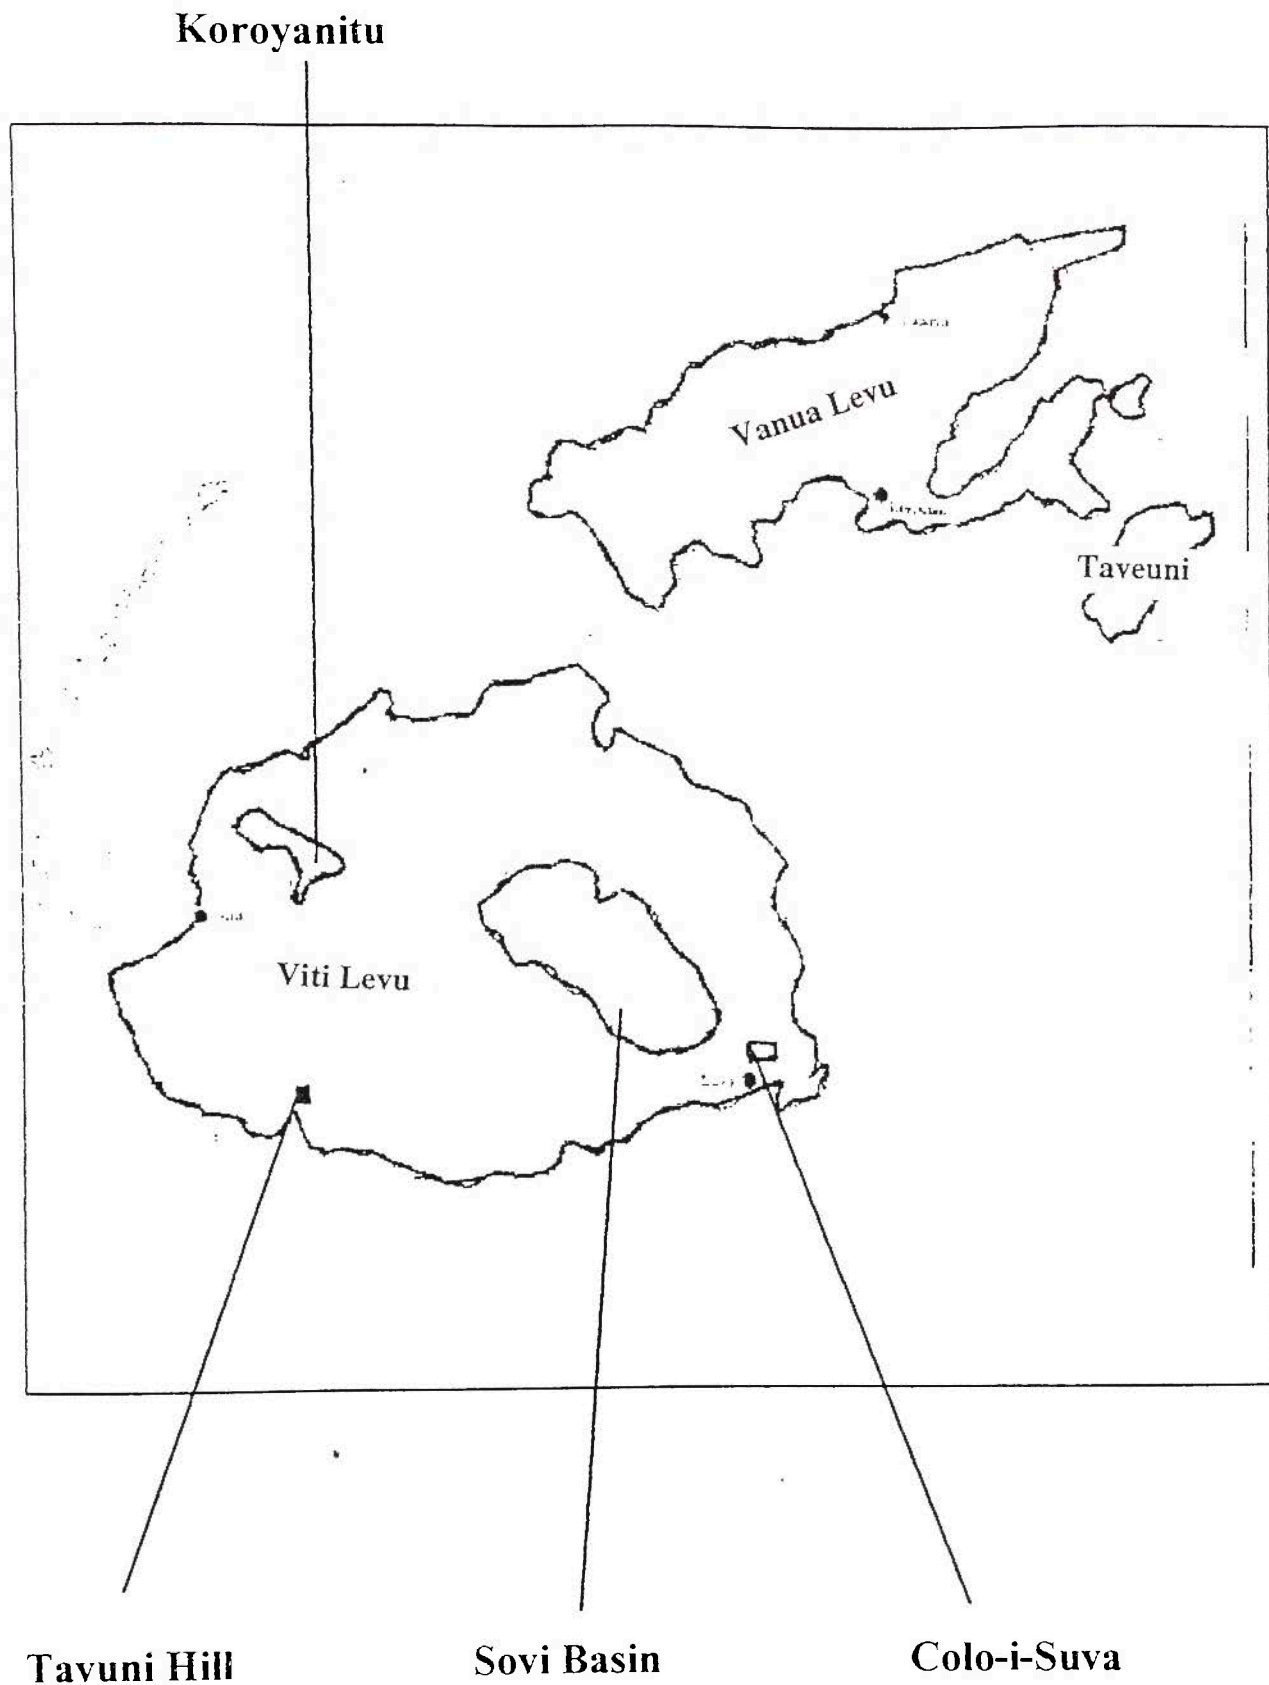 Koroyanitu
Vanua Levu
Taveuni
Viti Levu
Tavuni Hill
Sovi Basin
Colo-i-Suva